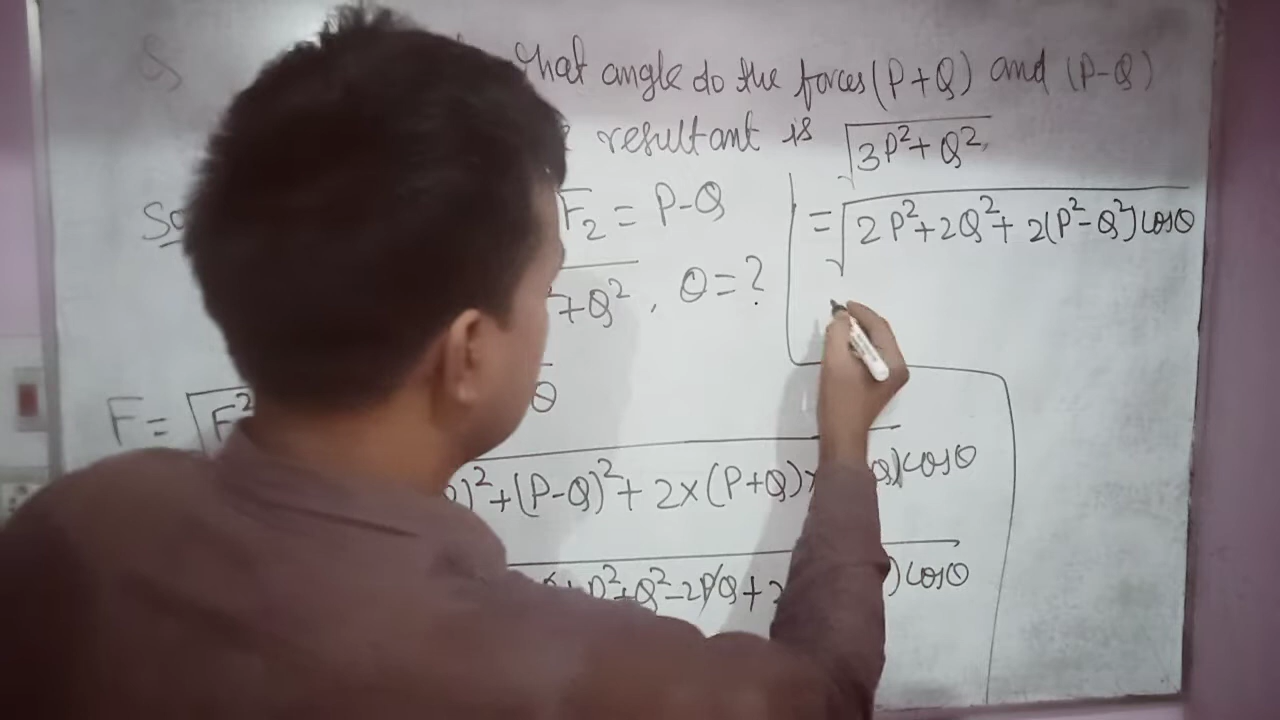 what angle do the forces (P+Q) and (P-Q)
resultant is √3P²+Q²
F₂ = P-Q
+Q², θ=?
F = √F²
θ
)²+(P-Q)²+ 2×(P+Q)× Q)cosθ
P²+Q²-2PQ+2 )cosθ
= √2P²+2Q²+ 2(P²-Q²)cosθ